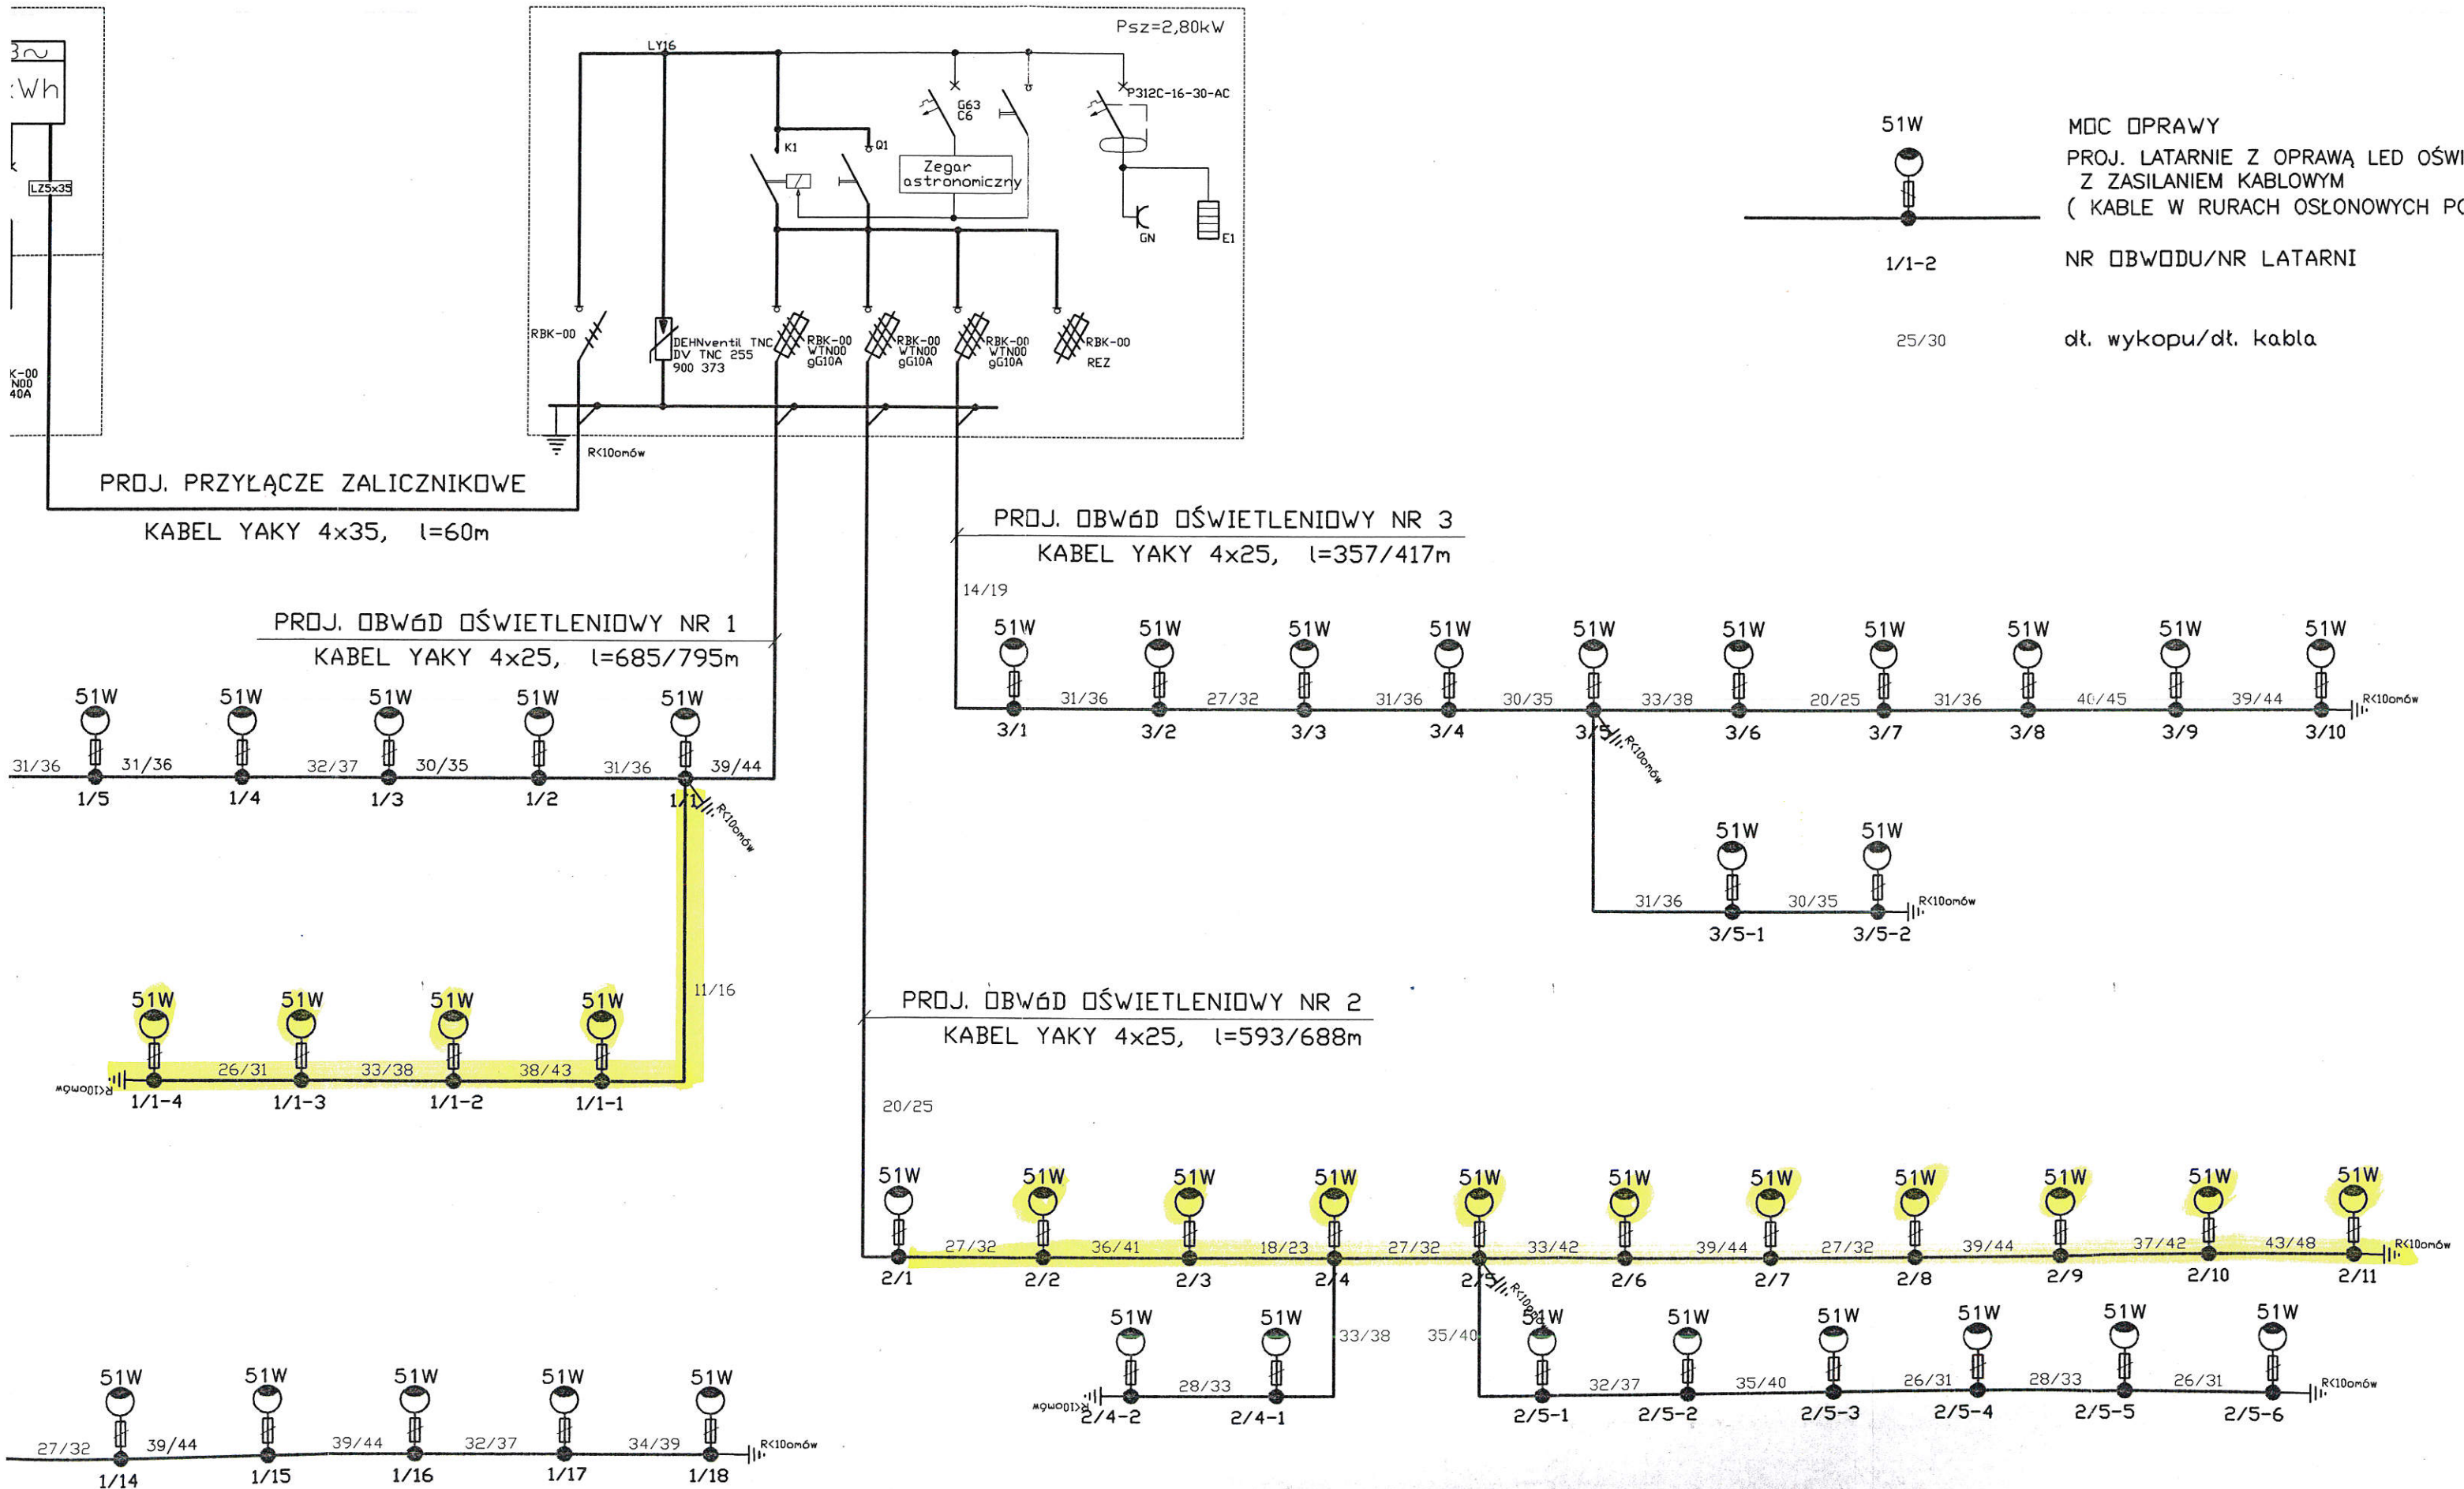 3~
Wh
LZ5x35
K-00
N00
40A
Psz=2,80kW
LY16
G63
C6
P312C-16-30-AC
K1
Q1
Zegar
astronomiczny
GN
E1
RBK-00
DEHNventil TNC
DV TNC 255
900 373
RBK-00
WTN00
gG10A
RBK-00
WTN00
gG10A
RBK-00
WTN00
gG10A
RBK-00
REZ
R<10omów
51W
MOC OPRAWY
PROJ. LATARNIE Z OPRAWĄ LED OŚWI
Z ZASILANIEM KABLOWYM
( KABLE W RURACH OSŁONOWYCH PO
1/1-2
NR OBWODU/NR LATARNI
25/30
dł. wykopu/dł. kabla
PROJ. PRZYŁĄCZE ZALICZNIKOWE
KABEL YAKY 4x35, l=60m
PROJ. OBWóD OŚWIETLENIOWY NR 3
KABEL YAKY 4x25, l=357/417m
14/19
51W 51W 51W 51W 51W 51W 51W 51W 51W 51W
31/36 27/32 31/36 30/35 33/38 20/25 31/36 40/45 39/44 R<10omów
3/1 3/2 3/3 3/4 3/5 3/6 3/7 3/8 3/9 3/10
R<10omów
51W 51W
31/36 30/35 R<10omów
3/5-1 3/5-2
PROJ. OBWóD OŚWIETLENIOWY NR 1
KABEL YAKY 4x25, l=685/795m
51W 51W 51W 51W 51W
31/36 31/36 32/37 30/35 31/36 39/44
1/5 1/4 1/3 1/2 1/1
R<10omów
11/16
51W 51W 51W 51W
R<10omów 26/31 33/38 38/43
1/1-4 1/1-3 1/1-2 1/1-1
PROJ. OBWóD OŚWIETLENIOWY NR 2
KABEL YAKY 4x25, l=593/688m
20/25
51W 51W 51W 51W 51W 51W 51W 51W 51W 51W 51W
27/32 36/41 18/23 27/32 33/42 39/44 27/32 39/44 37/42 43/48 R<10omów
2/1 2/2 2/3 2/4 2/5 2/6 2/7 2/8 2/9 2/10 2/11
R<10omów
51W 51W 33/38 35/40 51W 51W 51W 51W 51W 51W
R<10omów 28/33 32/37 35/40 26/31 28/33 26/31 R<10omów
2/4-2 2/4-1 2/5-1 2/5-2 2/5-3 2/5-4 2/5-5 2/5-6
51W 51W 51W 51W 51W
27/32 39/44 39/44 32/37 34/39 R<10omów
1/14 1/15 1/16 1/17 1/18